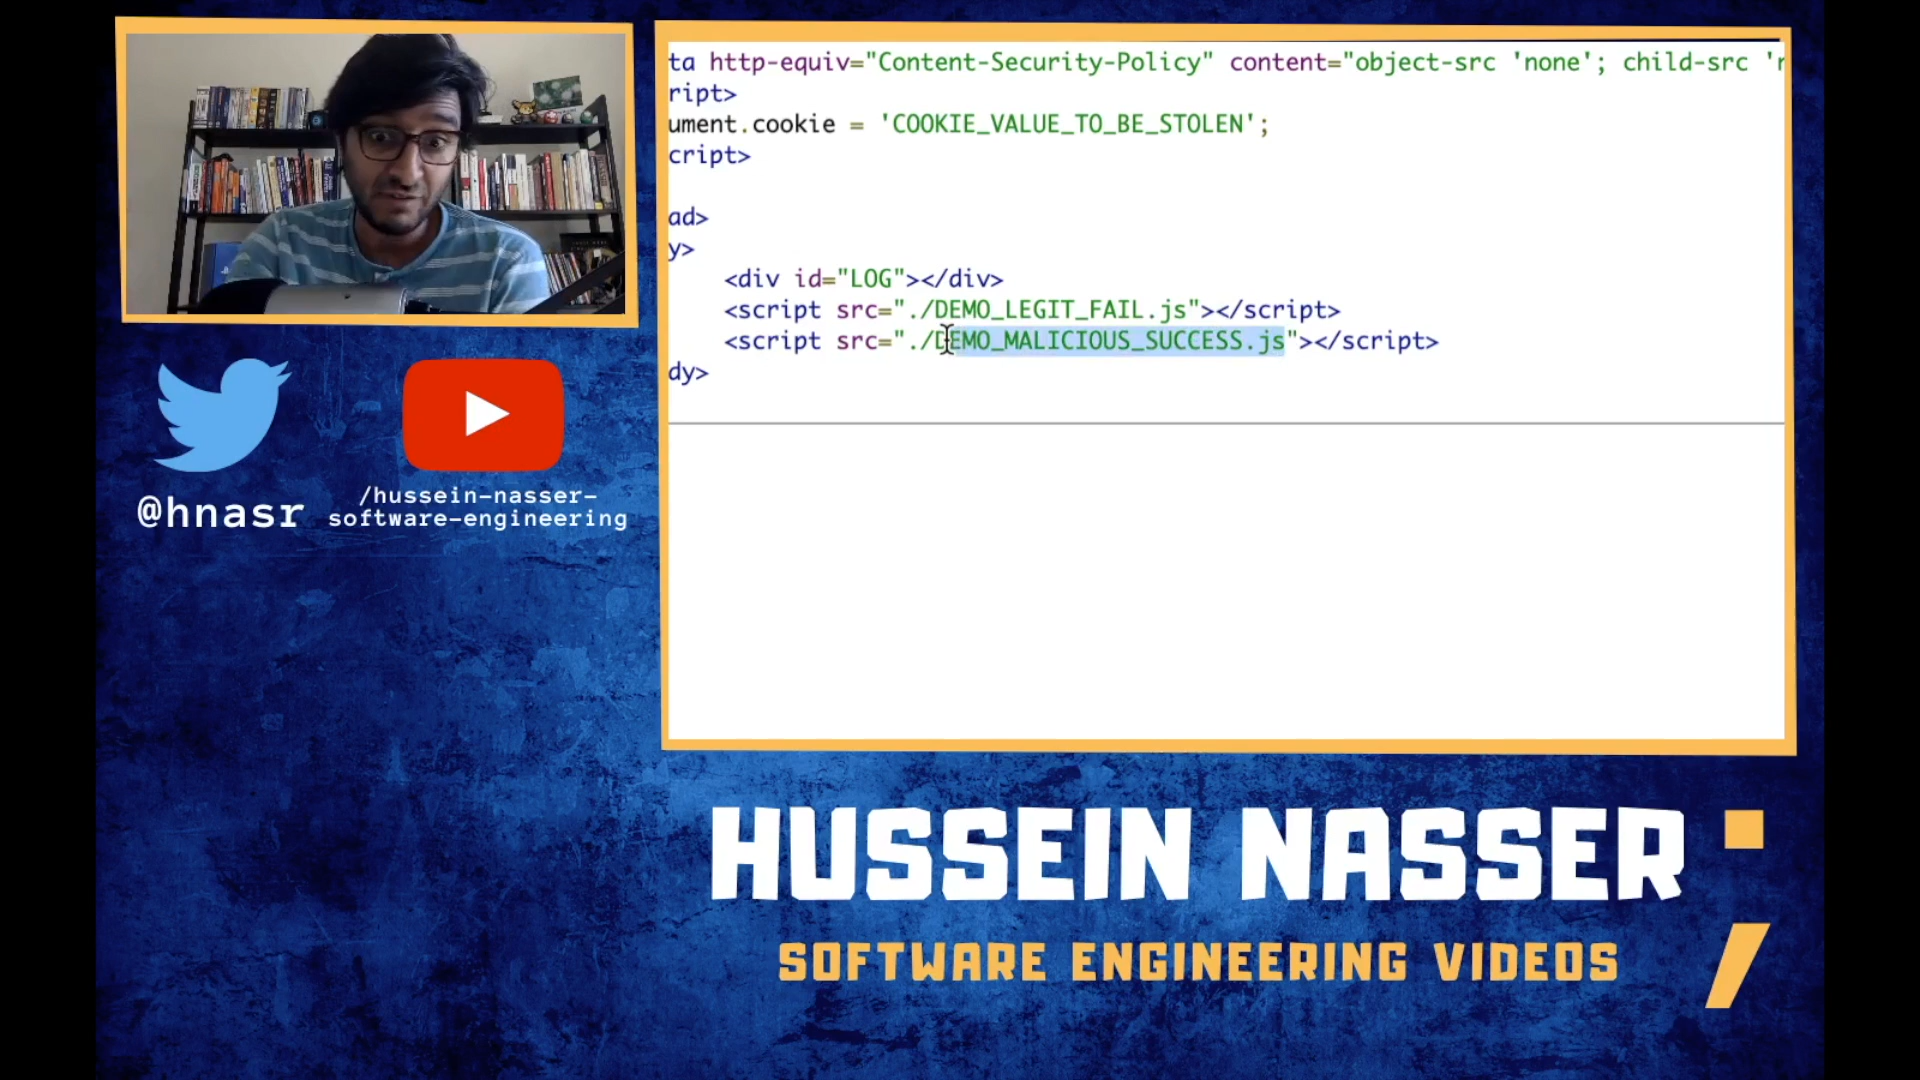 ta http-equiv="Content-Security-Policy" content="object-src 'none'; child-src '
ript>
ument.cookie = 'COOKIE_VALUE_TO_BE_STOLEN';
cript>
ad>
y>
<div id="LOG"></div>
<script src="./DEMO_LEGIT_FAIL.js"></script>
<script src="./DEMO_MALICIOUS_SUCCESS.js"></script>
dy>
@hnasr
/hussein-nasser-
software-engineering
HUSSEIN NASSER ;
SOFTWARE ENGINEERING VIDEOS